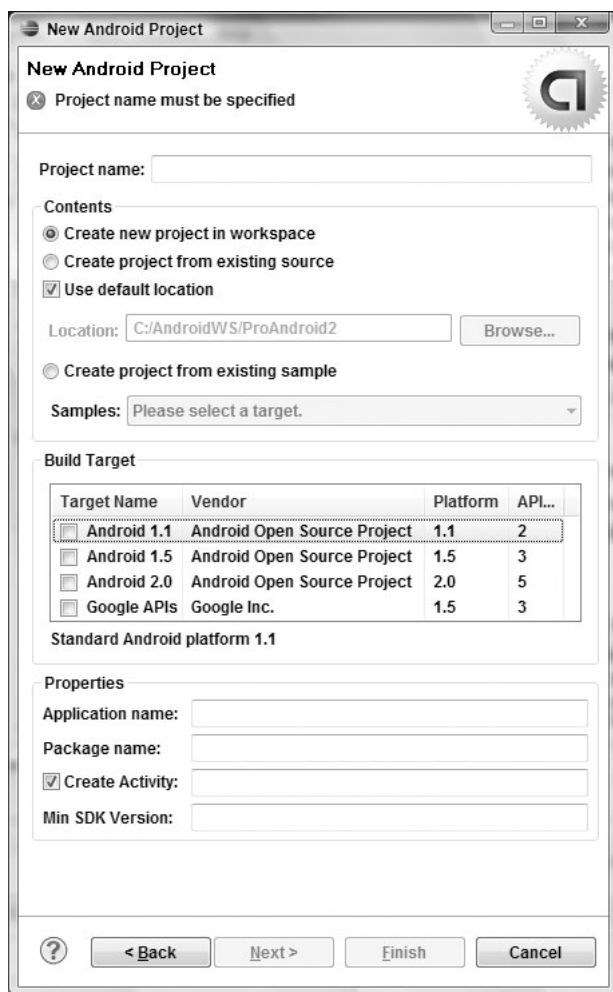 New Android Project
New Android Project
Project name must be specified
Project name:
Contents
Create new project in workspace
Create project from existing source
Use default location
Location: C:/AndroidWS/ProAndroid2 Browse...
Create project from existing sample
Samples: Please select a target.
Build Target
Target Name Vendor Platform API...
Android 1.1 Android Open Source Project 1.1 2
Android 1.5 Android Open Source Project 1.5 3
Android 2.0 Android Open Source Project 2.0 5
Google APIs Google Inc. 1.5 3
Standard Android platform 1.1
Properties
Application name:
Package name:
Create Activity:
Min SDK Version:
? < Back Next > Finish Cancel